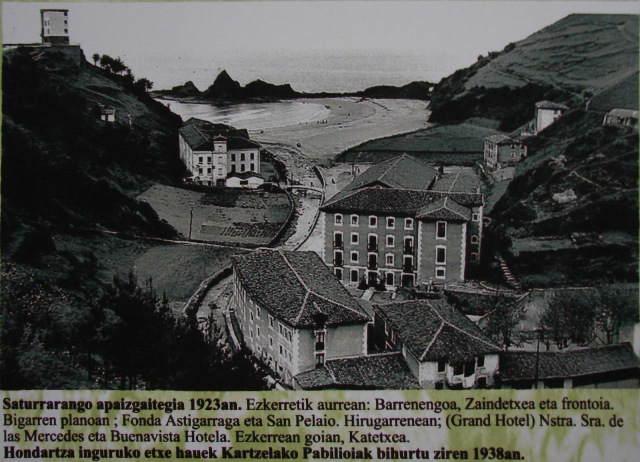 Saturrarango apaizgaitegia 1923an. Ezkerretik aurrean: Barrenengoa, Zaindetxea eta frontoia.
Bigarren planoan ; Fonda Astigarraga eta San Pelaio. Hirugarrenean; (Grand Hotel) Nstra. Sra. de
las Mercedes eta Buenavista Hotela. Ezkerrean goian, Katetxea.
Hondartza inguruko etxe hauek Kartzelako Pabilioiak bihurtu ziren 1938an.